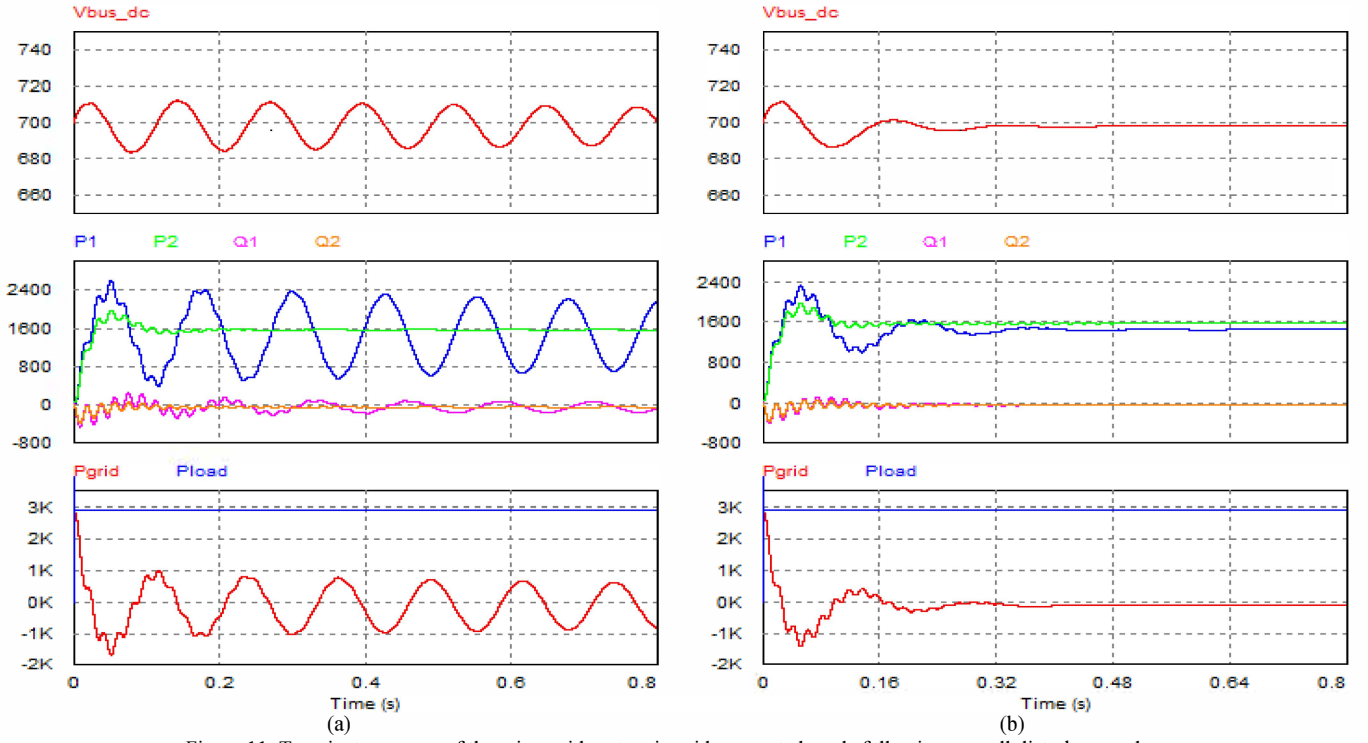 Vbus_dc
740
720
700
680
660
P1 P2 Q1 Q2
2400
1600
800
0
-800
Pgrid Pload
3K
2K
1K
0K
-1K
-2K
0 0.2 0.4 0.6 0.8
Time (s)
(a)
Vbus_dc
740
720
700
680
660
P1 P2 Q1 Q2
2400
1600
800
0
-800
Pgrid Pload
3K
2K
1K
0K
-1K
-2K
0 0.16 0.32 0.48 0.64 0.8
Time (s)
(b)
Figure 11